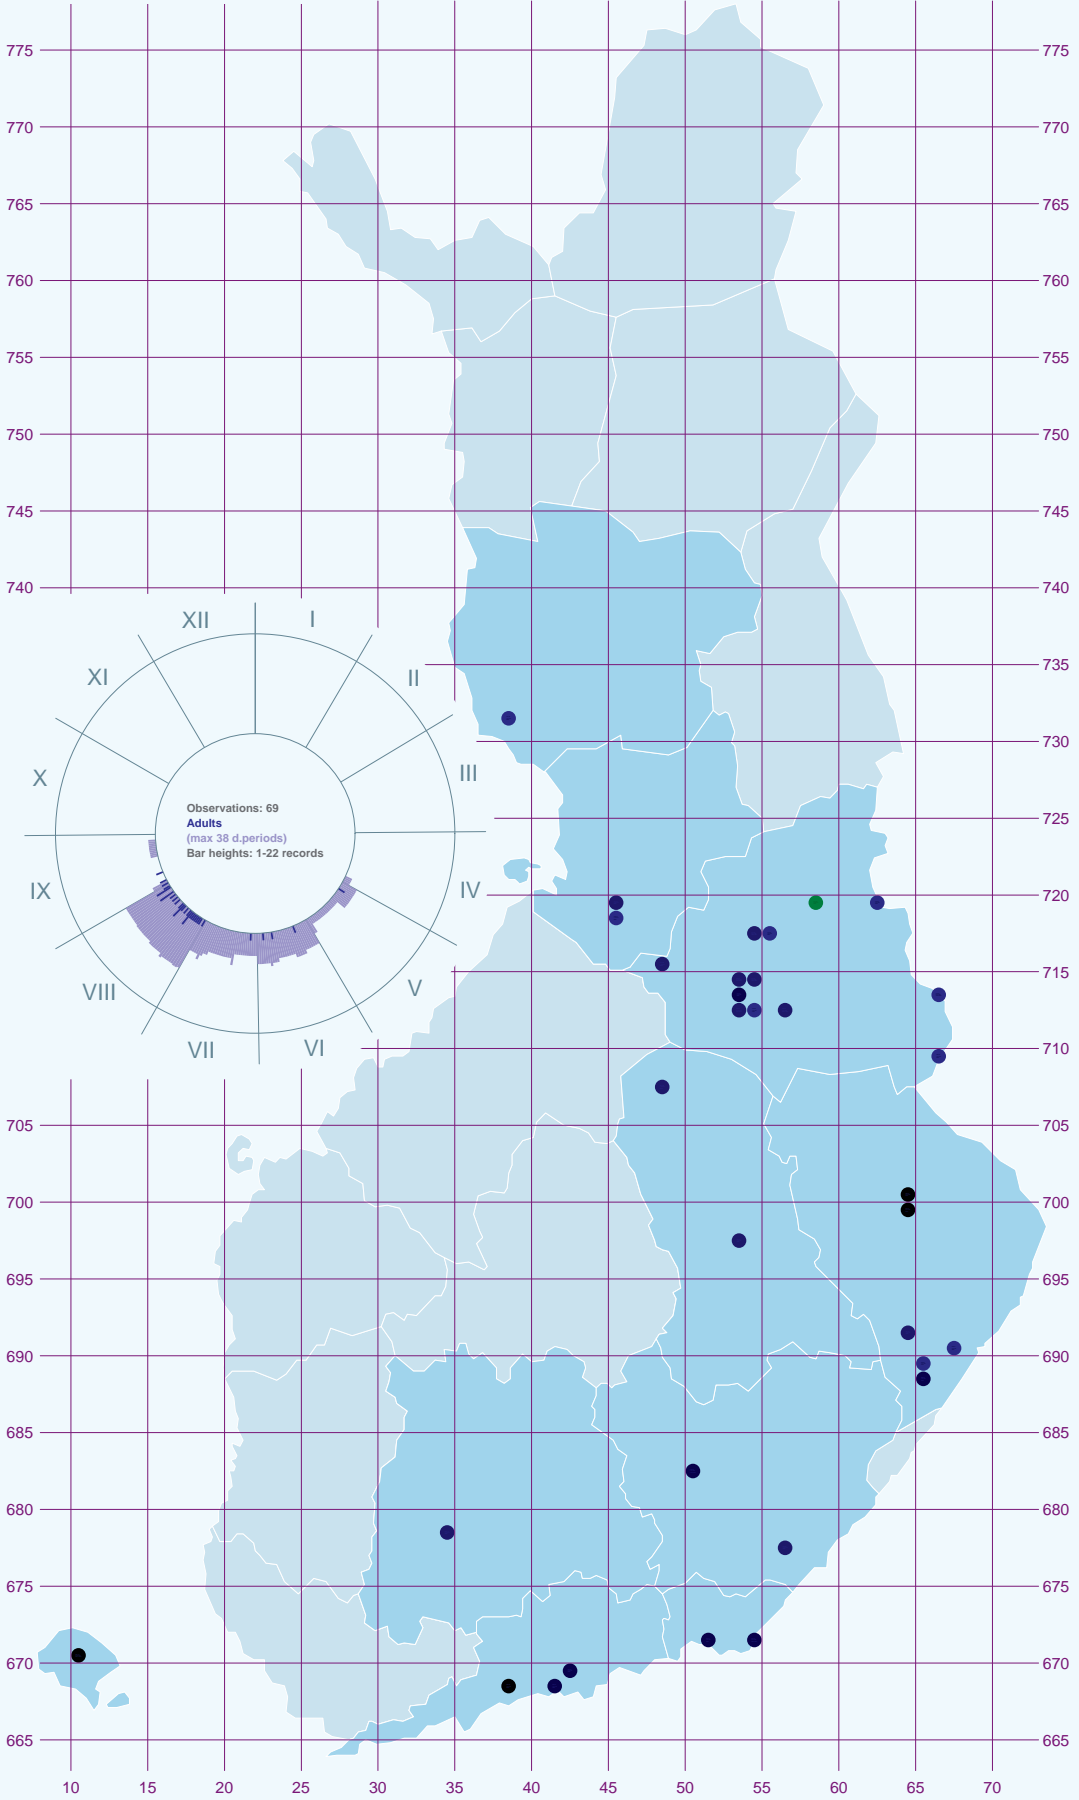 775 775
770 770
765 765
760 760
755 755
750 750
745 745
740 740
XII I
735 735
XI II
730 730
X III
725 725
Observations: 69
Adults
(max 38 d.periods)
Bar heights: 1-22 records
IX IV
720 720
715 715
VIII V
VII VI
710 710
705 705
700 700
695 695
690 690
685 685
680 680
675 675
670 670
665 665
10 15 20 25 30 35 40 45 50 55 60 65 70